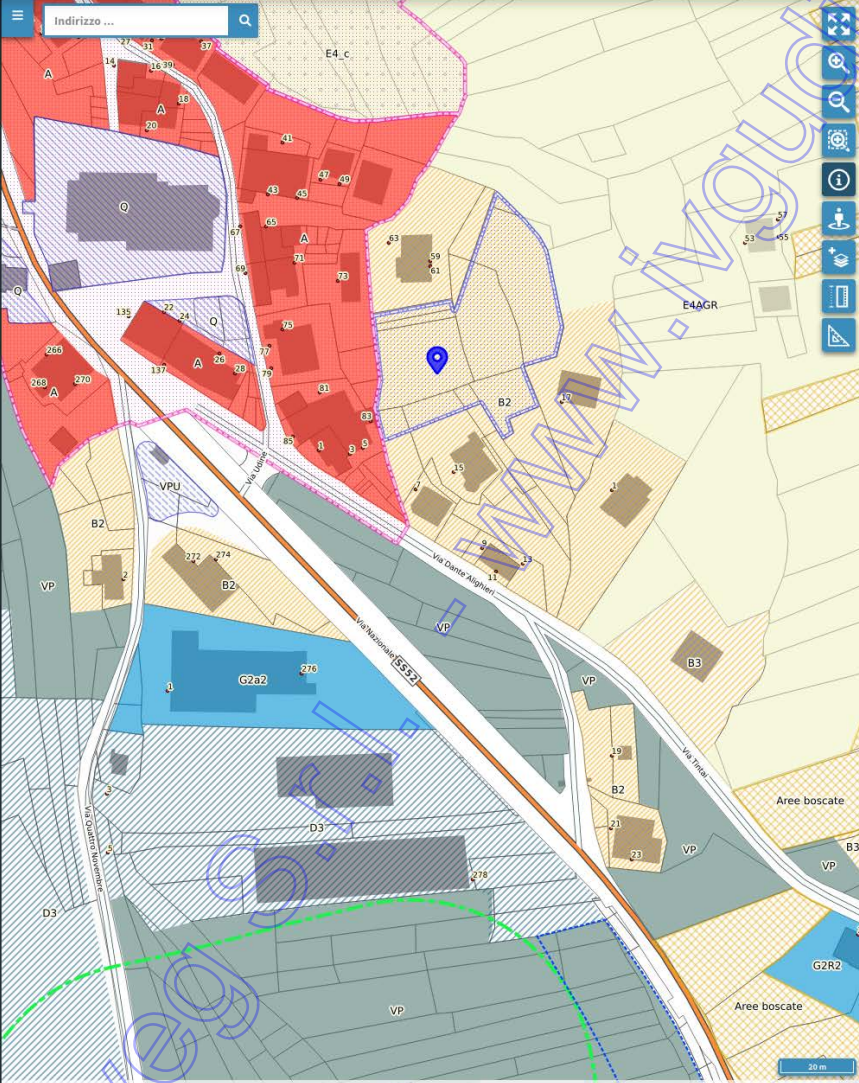 Indirizzo ...
27
31
37
E4_c
14
16
39
A
18
A
20
41
47
49
43
45
57
Q
53
55
67
65
A
63
59
71
61
69
73
Q
E4AGR
22
135
24
Q
75
266
26
77
A
137
28
79
268
270
A
81
17
B2
83
85
1
3
5
Via Udine
15
7
VPU
1
B2
9
13
272
274
11
Via Dante Alighieri
2
B2
VP
VP
Via Nazionale
SS52
B3
276
G2a2
1
VP
19
Via Tintai
3
B2
Aree boscate
21
D3
Via Quattro Novembre
5
23
VP
B3
VP
278
D3
G2R2
VP
Aree boscate
20 m
www.ivgud
eg s.r.l. -